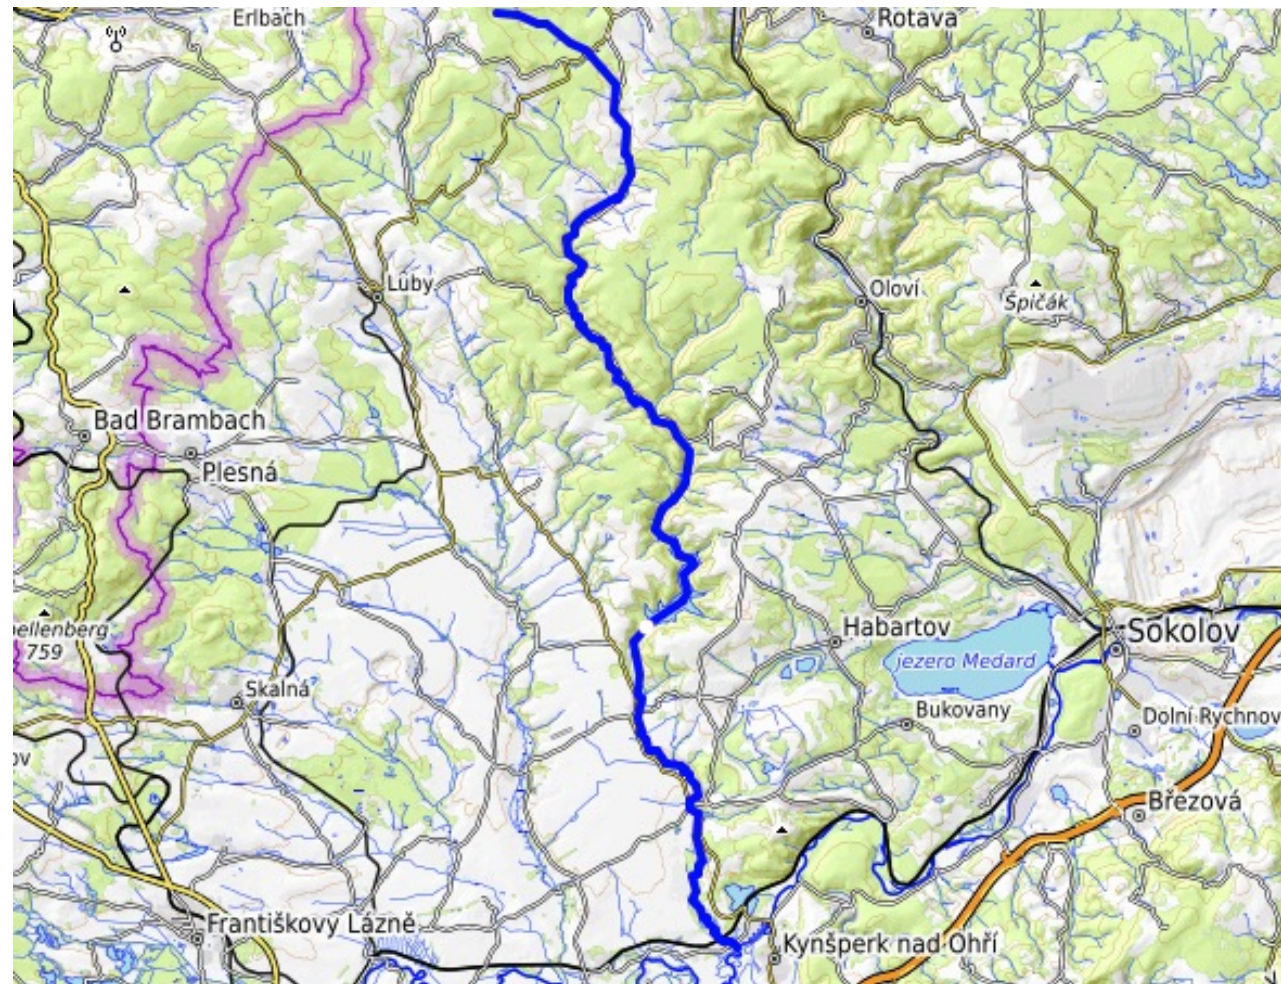 Erlbach
Rotava
Luby
Oloví
Špičák
Bad Brambach
Plesná
ellenberg
759
Habartov
Sokolov
jezero Medard
Skalná
Bukovany
Dolní Rychnov
ov
Březová
Františkovy Lázně
Kynšperk nad Ohří